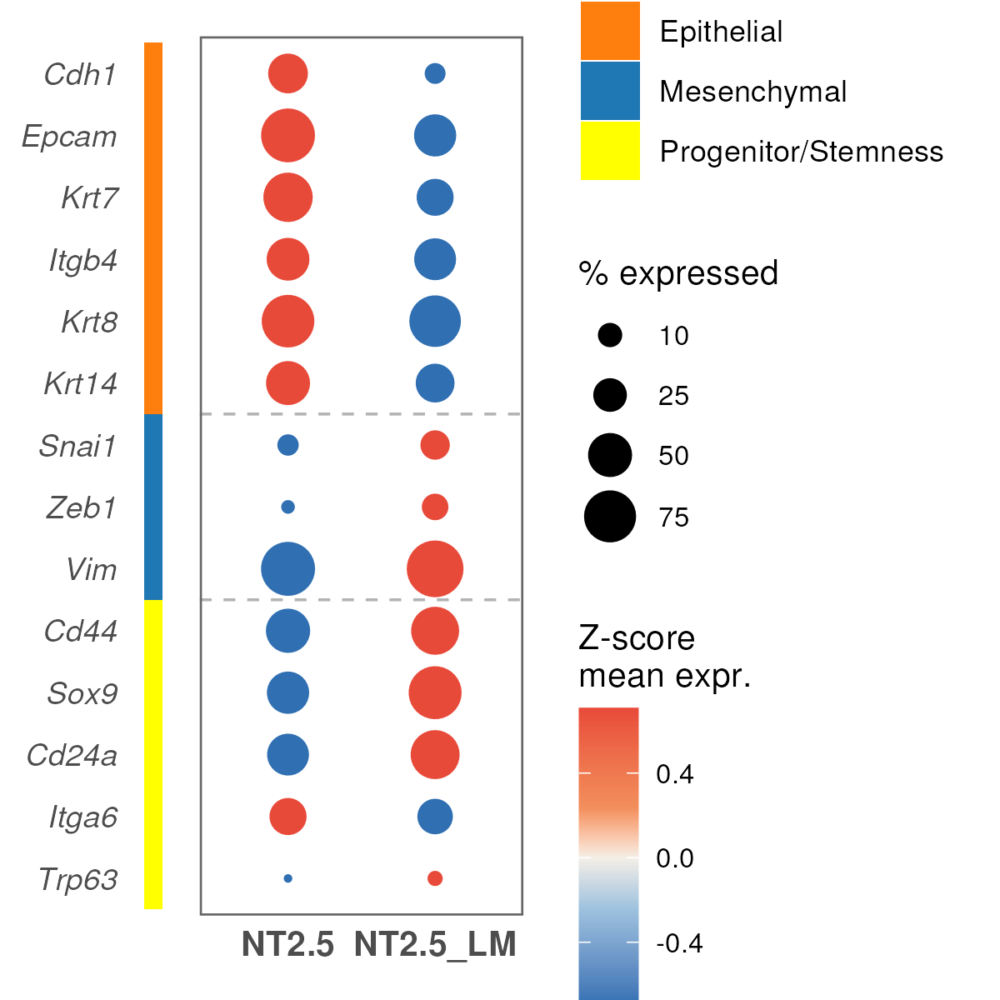 Cdh1
Epcam
Krt7
Itgb4
Krt8
Krt14
Snai1
Zeb1
Vim
Cd44
Sox9
Cd24a
Itga6
Trp63
NT2.5 NT2.5_LM
Epithelial
Mesenchymal
Progenitor/Stemness
% expressed
10
25
50
75
Z-score
mean expr.
0.4
0.0
-0.4